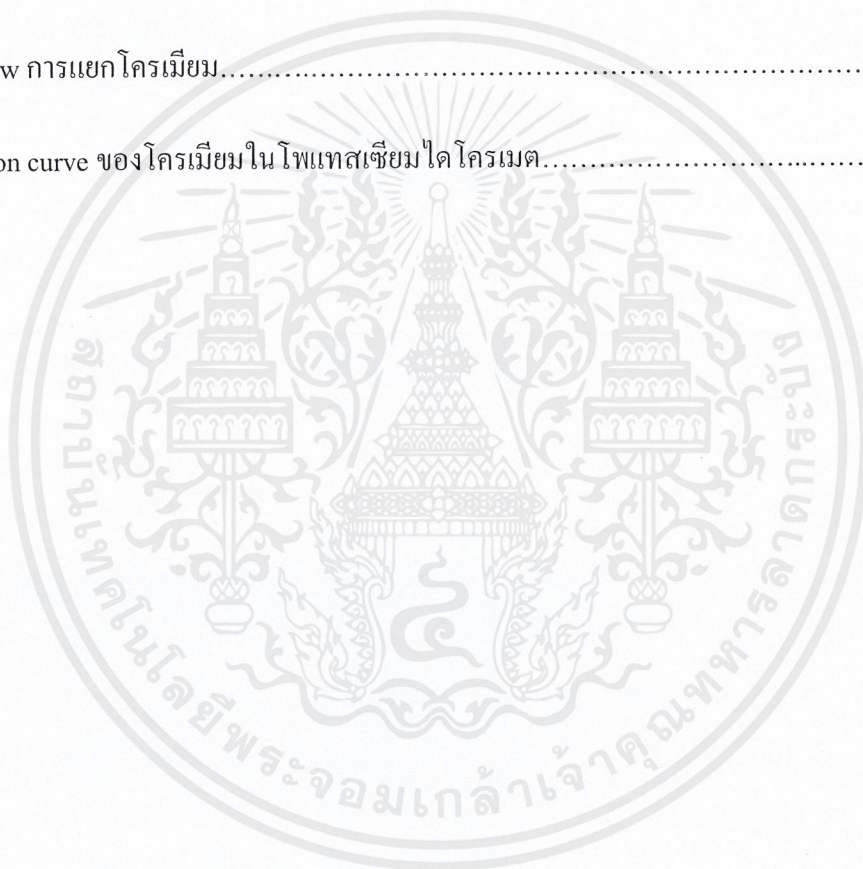 w การแยกโครเมียม……………………………………………………………………
on curve ของโครเมียมในโพแทสเซียมไดโครเมต……………………………..……
สถาบันเทคโนโลยีพระจอมเกล้าเจ้าคุณทหารลาดกระบัง
๔